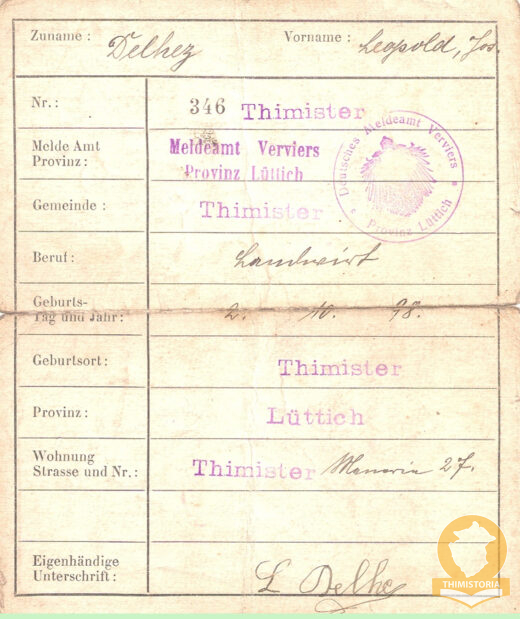 Zuname : Delhez Vorname : Leopold, Jos.
Nr. : 346 Thimister
Melde Amt Meldeamt Verviers
Provinz : Provinz Lüttich
Deutsches Meldeamt Verviers * Provinz Lüttich *
Gemeinde : Thimister
Beruf : Landwirt
Geburts-
Tag und Jahr : 2. 10. 98.
Geburtsort : Thimister
Provinz : Lüttich
Wohnung
Strasse und Nr. : Thimister 27.
Eigenhändige
Unterschrift : L Delhez
THIMISTORIA